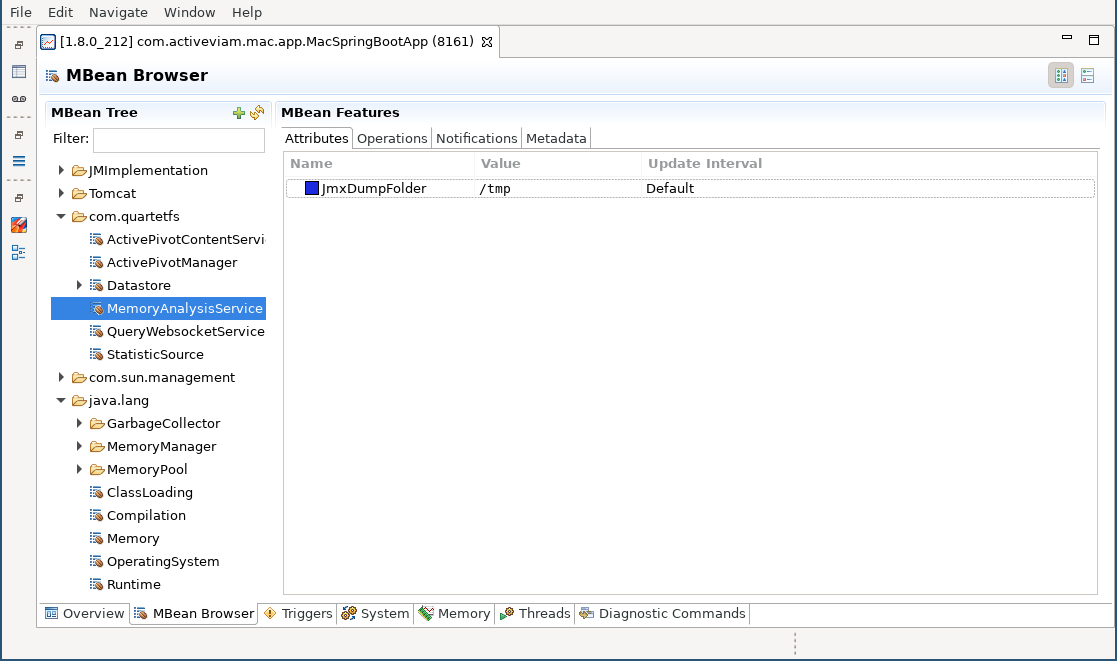 File Edit Navigate Window Help
[1.8.0_212] com.activeviam.mac.app.MacSpringBootApp (8161)
MBean Browser
MBean Tree
Filter:
JMImplementation
Tomcat
com.quartetfs
ActivePivotContentServi
ActivePivotManager
Datastore
MemoryAnalysisService
QueryWebsocketService
StatisticSource
com.sun.management
java.lang
GarbageCollector
MemoryManager
MemoryPool
ClassLoading
Compilation
Memory
OperatingSystem
Runtime
MBean Features
Attributes Operations Notifications Metadata
Name Value Update Interval
JmxDumpFolder /tmp Default
Overview MBean Browser Triggers System Memory Threads Diagnostic Commands